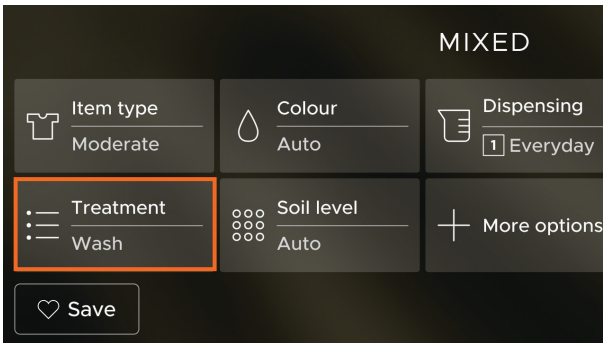 MIXED
Item type
Moderate
Colour
Auto
Dispensing
1 Everyday
Treatment
Wash
Soil level
Auto
More options
Save